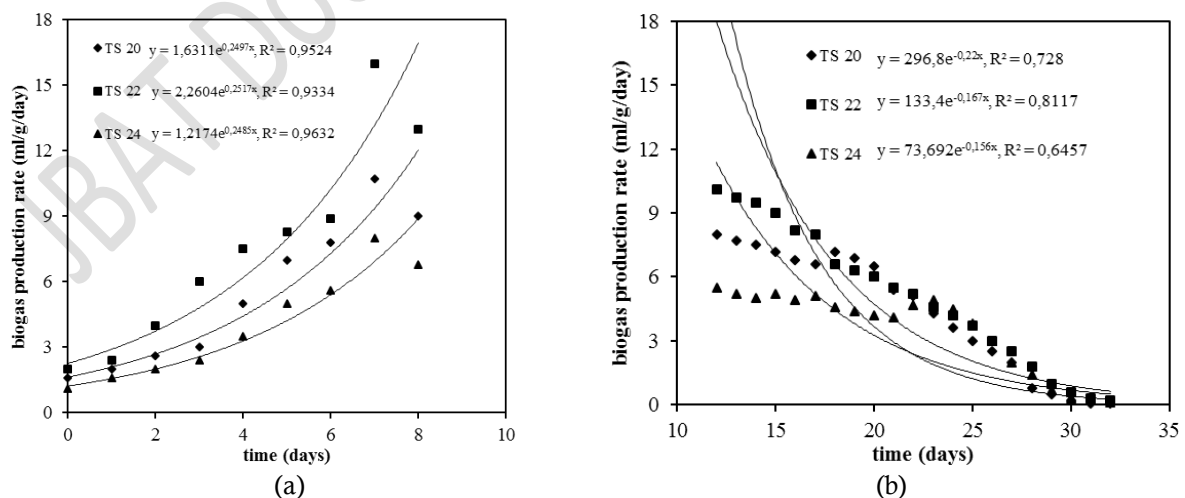 JBAT Do
18
15
12
9
6
3
0
biogas production rate (ml/g/day)
TS 20 y = 1,6311e^0,2497x, R² = 0,9524
TS 22 y = 2,2604e^0,2517x, R² = 0,9334
TS 24 y = 1,2174e^0,2485x, R² = 0,9632
0 2 4 6 8 10
time (days)
(a)
18
15
12
9
6
3
0
biogas production rate (ml/g/day)
TS 20 y = 296,8e^-0,22x, R² = 0,728
TS 22 y = 133,4e^-0,167x, R² = 0,8117
TS 24 y = 73,692e^-0,156x, R² = 0,6457
10 15 20 25 30 35
time (days)
(b)